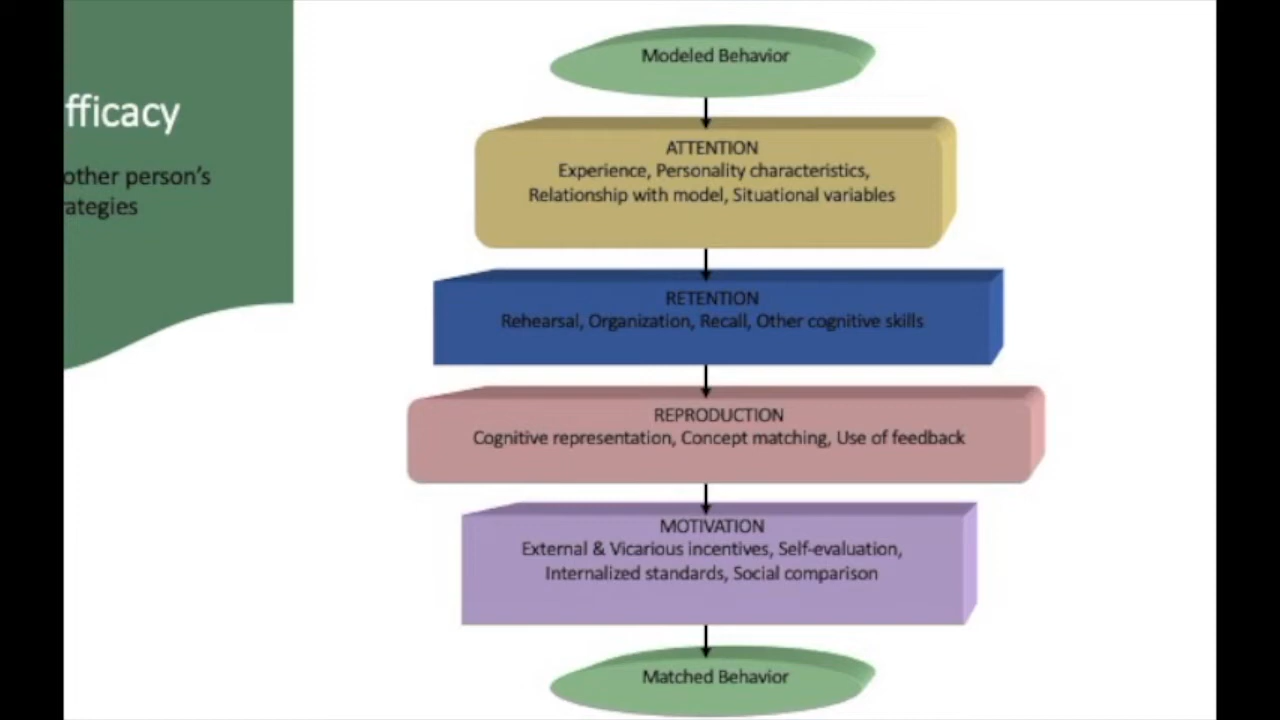 fficacy
other person's
rategies
Modeled Behavior
ATTENTION
Experience, Personality characteristics,
Relationship with model, Situational variables
RETENTION
Rehearsal, Organization, Recall, Other cognitive skills
REPRODUCTION
Cognitive representation, Concept matching, Use of feedback
MOTIVATION
External & Vicarious incentives, Self-evaluation,
Internalized standards, Social comparison
Matched Behavior